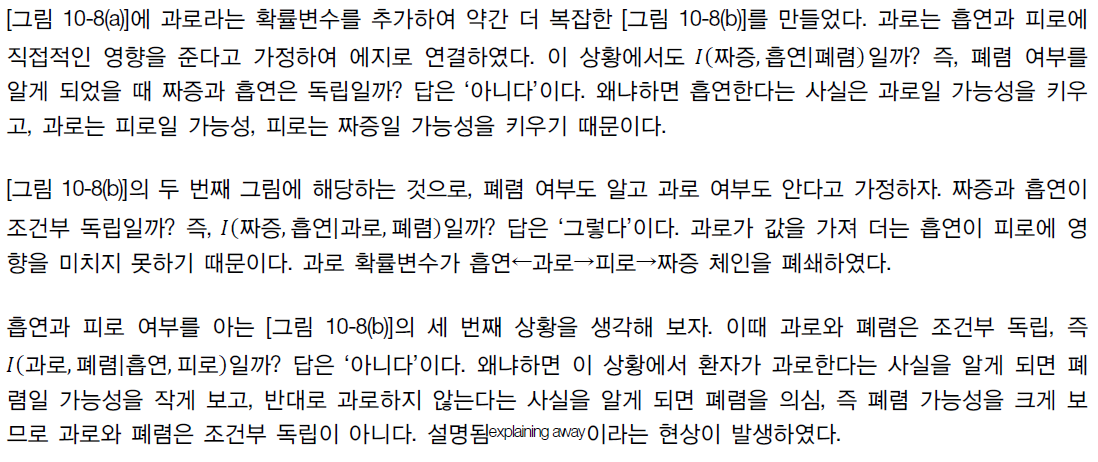 [그림 10-8(a)]에 과로라는 확률변수를 추가하여 약간 더 복잡한 [그림 10-8(b)]를 만들었다. 과로는 흡연과 피로에
직접적인 영향을 준다고 가정하여 에지로 연결하였다. 이 상황에서도 I(짜증, 흡연|폐렴)일까? 즉, 폐렴 여부를
알게 되었을 때 짜증과 흡연은 독립일까? 답은 ‘아니다’이다. 왜냐하면 흡연한다는 사실은 과로일 가능성을 키우
고, 과로는 피로일 가능성, 피로는 짜증일 가능성을 키우기 때문이다.
[그림 10-8(b)]의 두 번째 그림에 해당하는 것으로, 폐렴 여부도 알고 과로 여부도 안다고 가정하자. 짜증과 흡연이
조건부 독립일까? 즉, I(짜증, 흡연|과로, 폐렴)일까? 답은 ‘그렇다’이다. 과로가 값을 가져 더는 흡연이 피로에 영
향을 미치지 못하기 때문이다. 과로 확률변수가 흡연←과로→피로→짜증 체인을 폐쇄하였다.
흡연과 피로 여부를 아는 [그림 10-8(b)]의 세 번째 상황을 생각해 보자. 이때 과로와 폐렴은 조건부 독립, 즉
I(과로, 폐렴|흡연, 피로)일까? 답은 ‘아니다’이다. 왜냐하면 이 상황에서 환자가 과로한다는 사실을 알게 되면 폐
렴일 가능성을 작게 보고, 반대로 과로하지 않는다는 사실을 알게 되면 폐렴을 의심, 즉 폐렴 가능성을 크게 보
므로 과로와 폐렴은 조건부 독립이 아니다. 설명됨explaining away이라는 현상이 발생하였다.